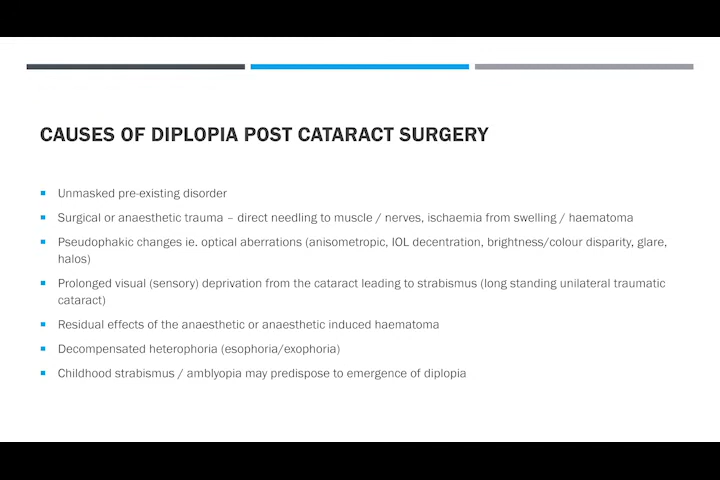 CAUSES OF DIPLOPIA POST CATARACT SURGERY
Unmasked pre-existing disorder
Surgical or anaesthetic trauma – direct needling to muscle / nerves, ischaemia from swelling / haematoma
Pseudophakic changes ie. optical aberrations (anisometropic, IOL decentration, brightness/colour disparity, glare,
halos)
Prolonged visual (sensory) deprivation from the cataract leading to strabismus (long standing unilateral traumatic
cataract)
Residual effects of the anaesthetic or anaesthetic induced haematoma
Decompensated heterophoria (esophoria/exophoria)
Childhood strabismus / amblyopia may predispose to emergence of diplopia